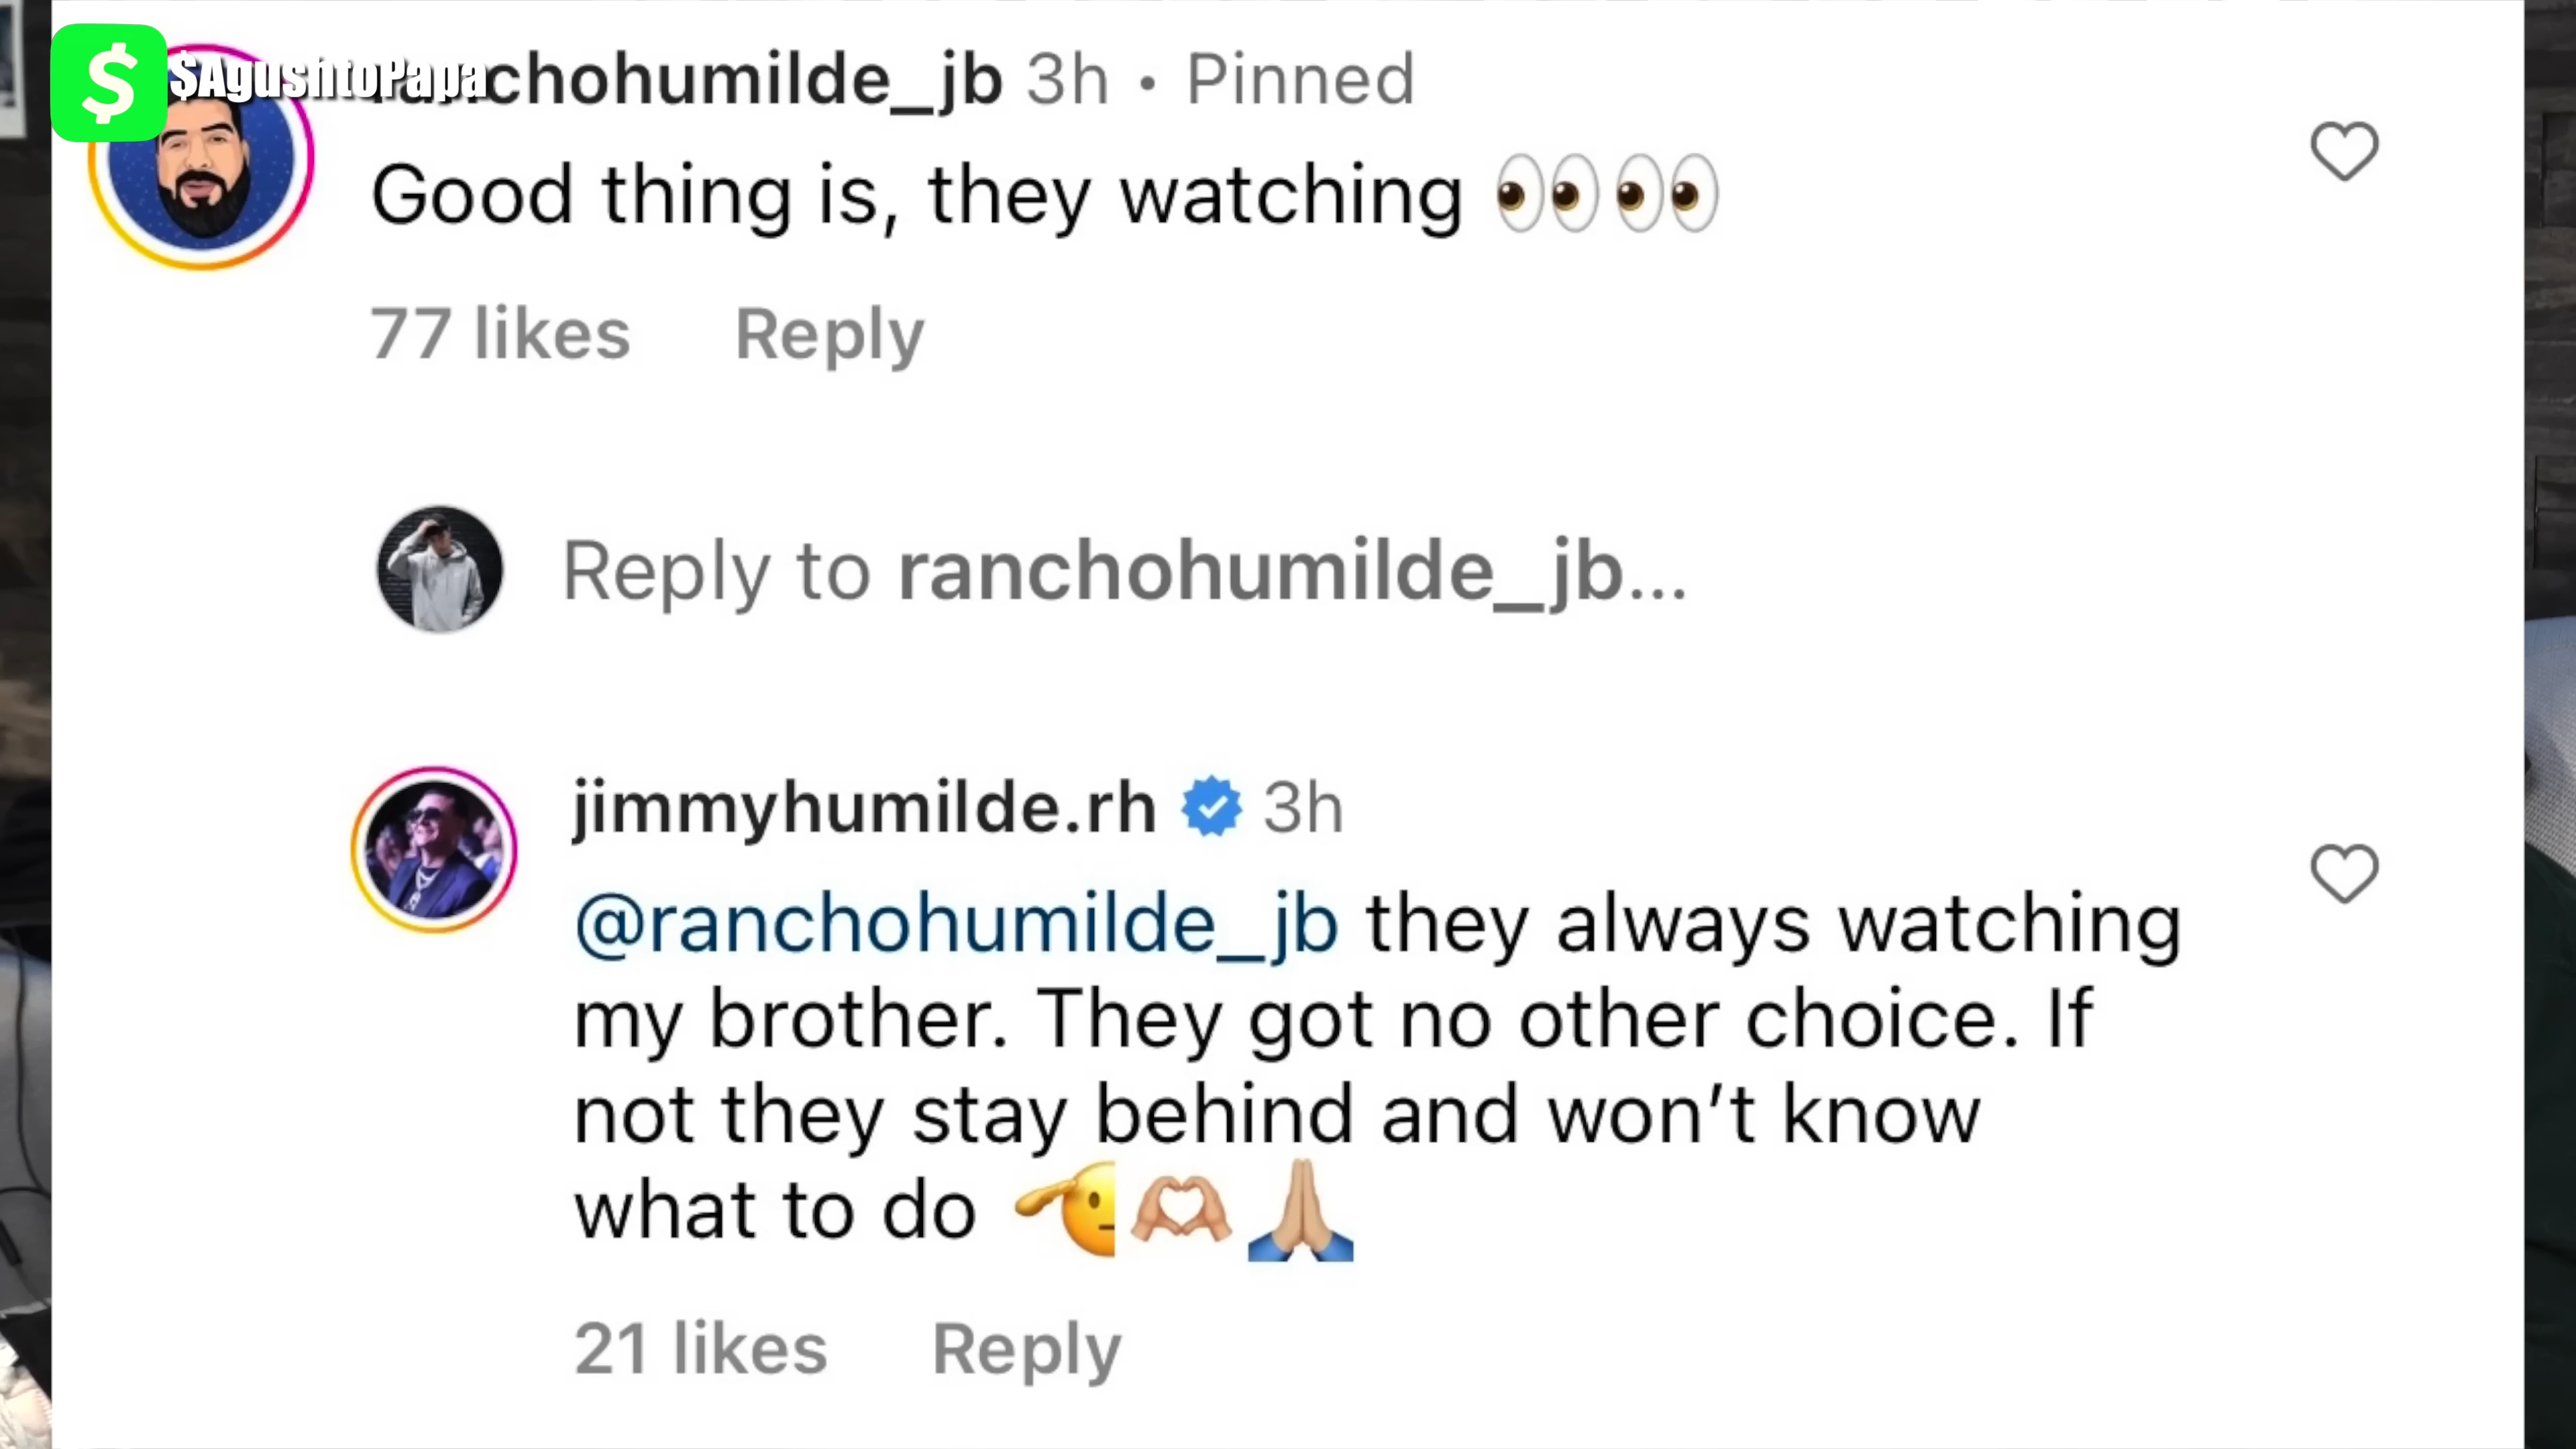 $AgushtoPapa
ranchohumilde_jb 3h • Pinned
Good thing is, they watching 👀👀
77 likes Reply
Reply to ranchohumilde_jb...
jimmyhumilde.rh 3h
@ranchohumilde_jb they always watching
my brother. They got no other choice. If
not they stay behind and won’t know
what to do 🫡🫶🏼🙏🏼
21 likes Reply